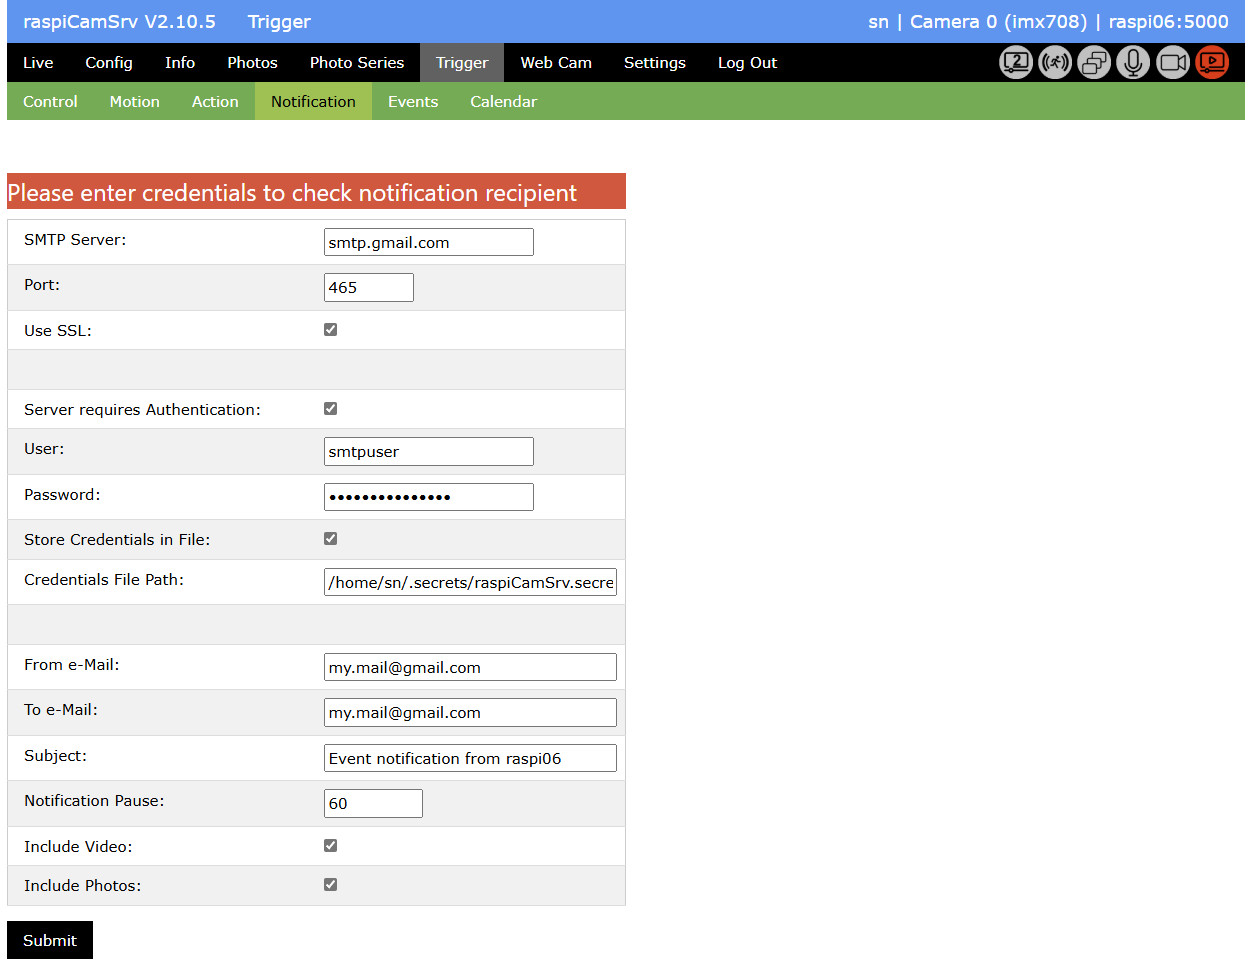 raspiCamSrv V2.10.5 Trigger sn | Camera 0 (imx708) | raspi06:5000
Live Config Info Photos Photo Series Trigger Web Cam Settings Log Out 2
Control Motion Action Notification Events Calendar
Please enter credentials to check notification recipient
SMTP Server: smtp.gmail.com
Port: 465
Use SSL:
Server requires Authentication:
User: smtpuser
Password: •••••••••••••••
Store Credentials in File:
Credentials File Path: /home/sn/.secrets/raspiCamSrv.secre
From e-Mail: my.mail@gmail.com
To e-Mail: my.mail@gmail.com
Subject: Event notification from raspi06
Notification Pause: 60
Include Video:
Include Photos:
Submit